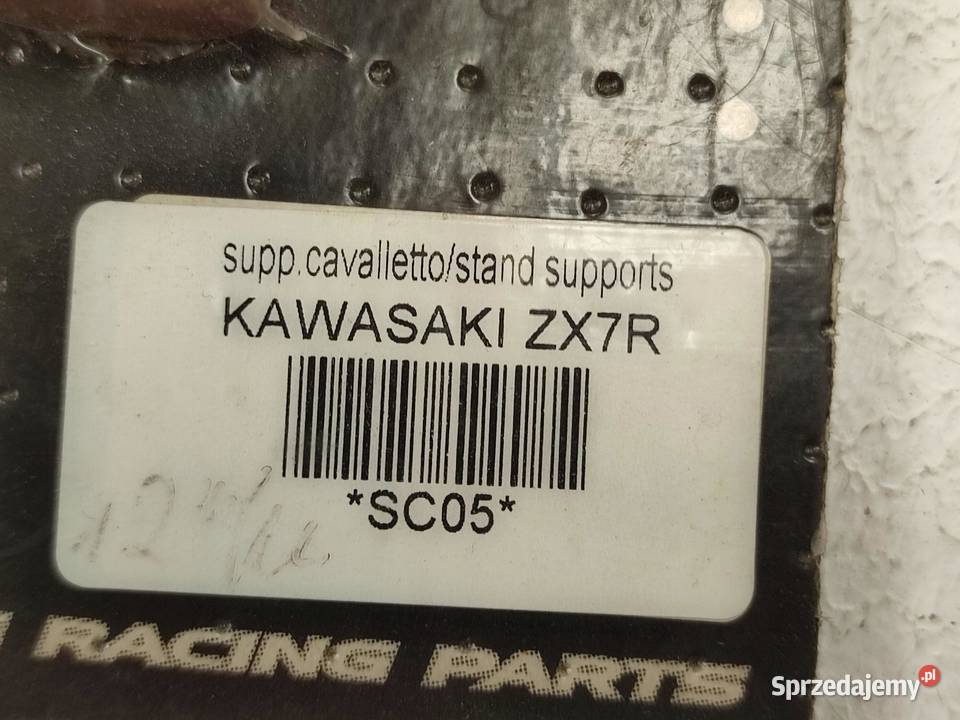 supp.cavalletto/stand supports
KAWASAKI ZX7R
*SC05*
RACING PARTS
Sprzedajemy.pl